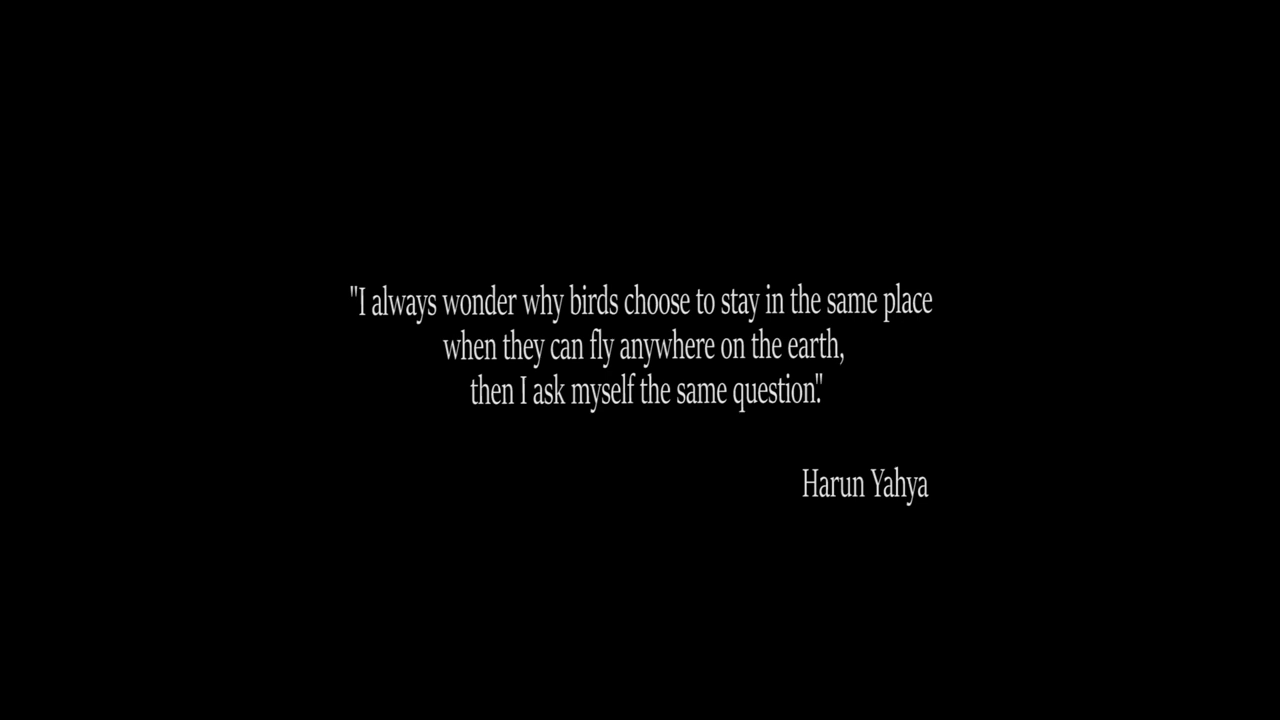 "I always wonder why birds choose to stay in the same place
when they can fly anywhere on the earth,
then I ask myself the same question."
Harun Yahya